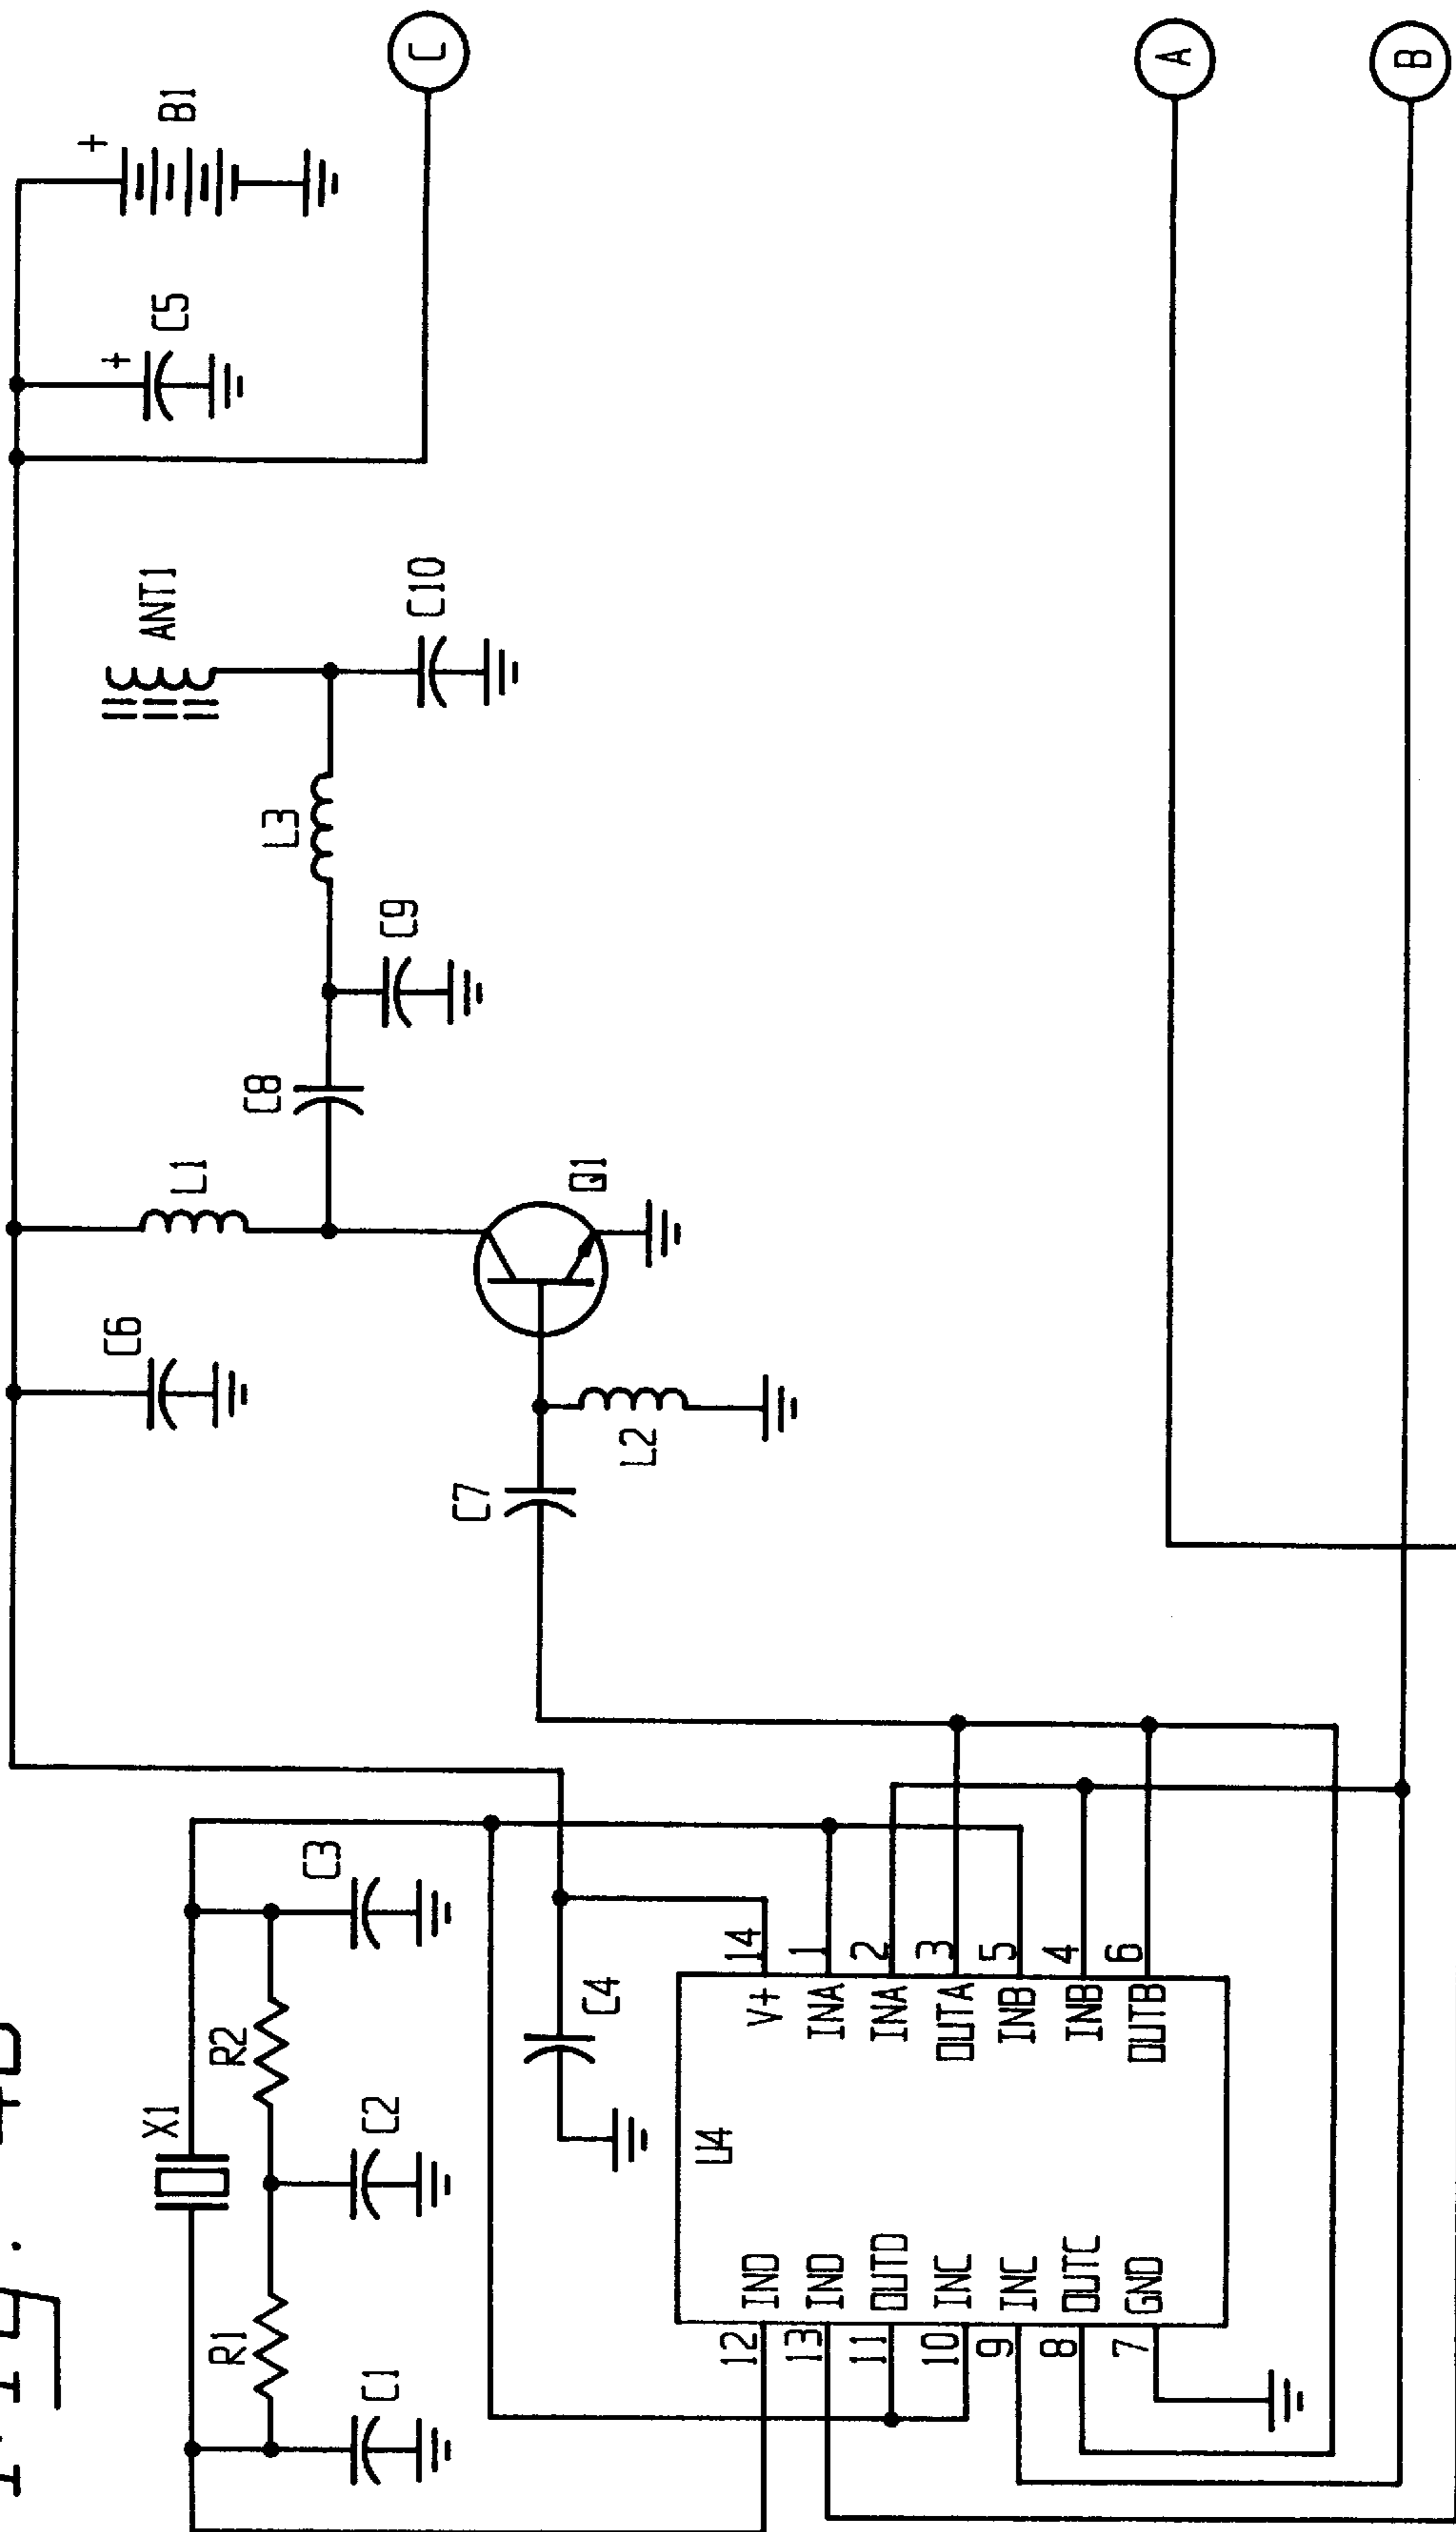 C
A
B
+
B1
+
C5
ANT1
C10
L3
C9
C8
L1
Q1
C6
L2
C7
C3
R2
X1
C2
R1
C1
C4
U4
14
V+
1
INA
2
INA
3
OUTA
5
INB
4
INB
6
OUTB
12
IND
13
IND
11
OUTD
10
INC
9
INC
8
OUTC
7
GND